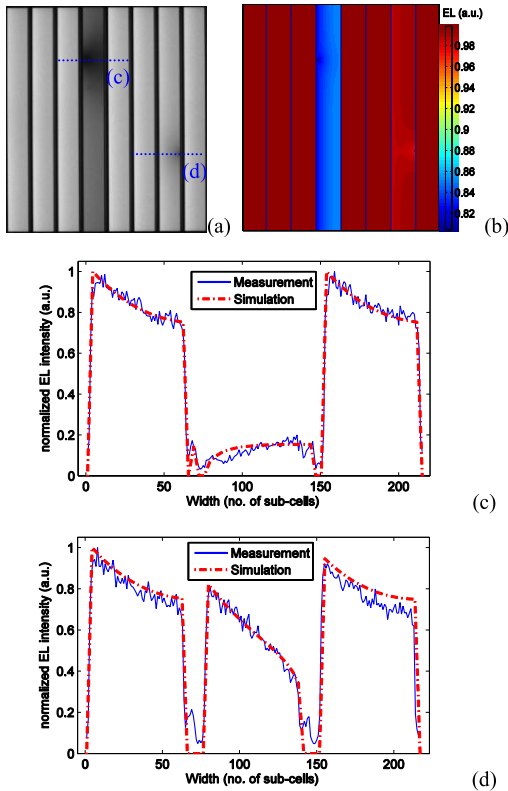 EL (a.u.)
0.98
0.96
0.94
0.92
0.9
0.88
0.86
0.84
0.82
(c)
(d)
(a)
(b)
normalized EL intensity (a.u.)
1
0.8
0.6
0.4
0.2
0
Measurement
Simulation
0 50 100 150 200
Width (no. of sub-cells)
(c)
normalized EL intensity (a.u.)
1
0.8
0.6
0.4
0.2
0
Measurement
Simulation
0 50 100 150 200
Width (no. of sub-cells)
(d)